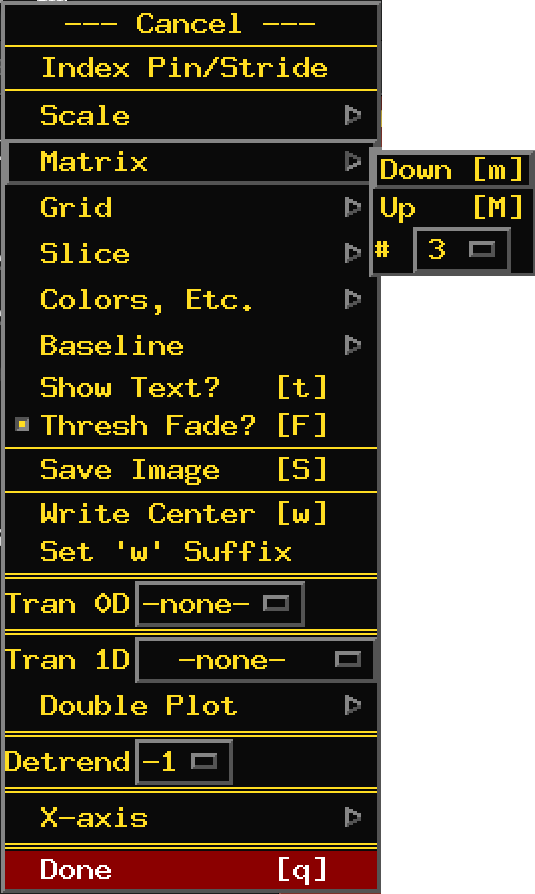 --- Cancel ---
Index Pin/Stride
Scale
Matrix
Down [m]
Up [M]
# 3
Grid
Slice
Colors, Etc.
Baseline
Show Text? [t]
Thresh Fade? [F]
Save Image [S]
Write Center [w]
Set 'w' Suffix
Tran 0D -none-
Tran 1D -none-
Double Plot
Detrend -1
X-axis
Done [q]